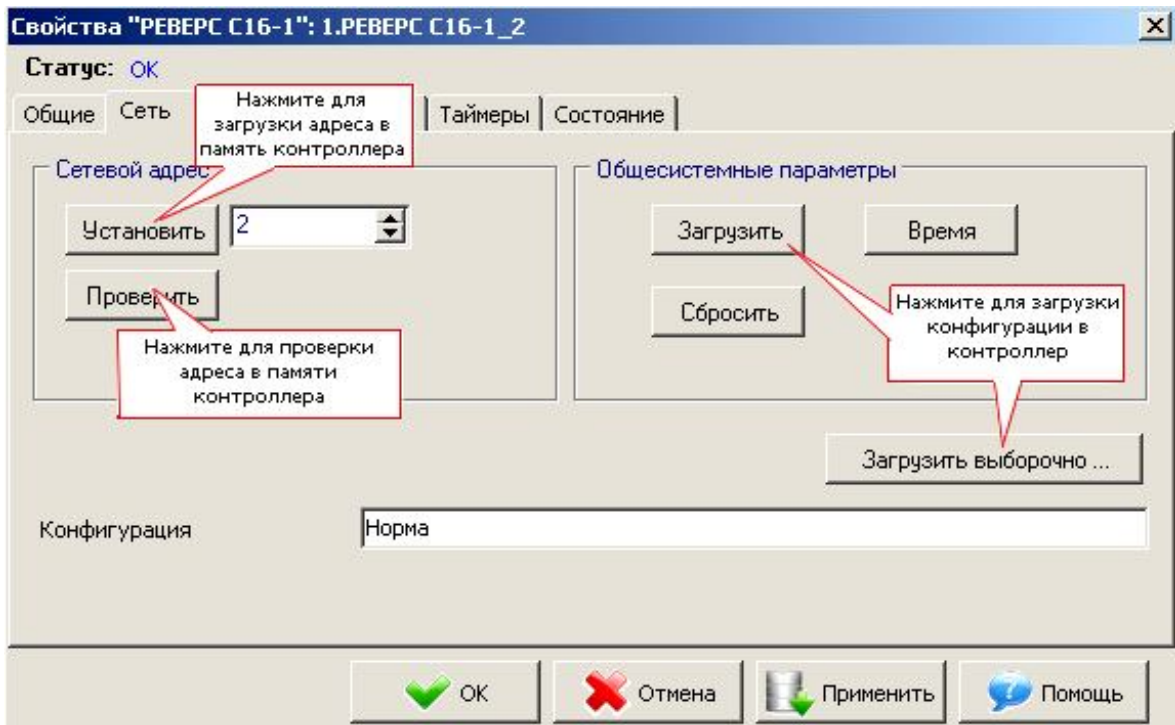 Свойства "РЕВЕРС С16-1": 1.РЕВЕРС С16-1_2
Статус: ОК
Общие Сеть Таймеры Состояние
Нажмите для
загрузки адреса в
память контроллера
Сетевой адрес
Установить 2
Проверить
Нажмите для проверки
адреса в памяти
контроллера
Общесистемные параметры
Загрузить Время
Сбросить
Нажмите для загрузки
конфигурации в
контроллер
Загрузить выборочно ...
Конфигурация Норма
ОК Отмена Применить Помощь